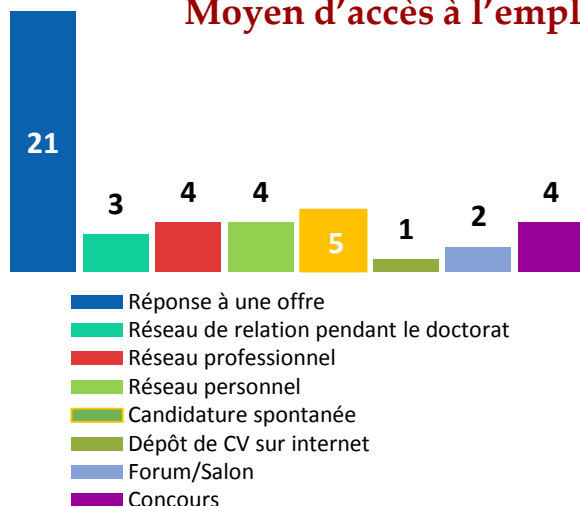 Moyen d’accès à l’empl
21
3
4
4
5
1
2
4
Réponse à une offre
Réseau de relation pendant le doctorat
Réseau professionnel
Réseau personnel
Candidature spontanée
Dépôt de CV sur internet
Forum/Salon
Concours